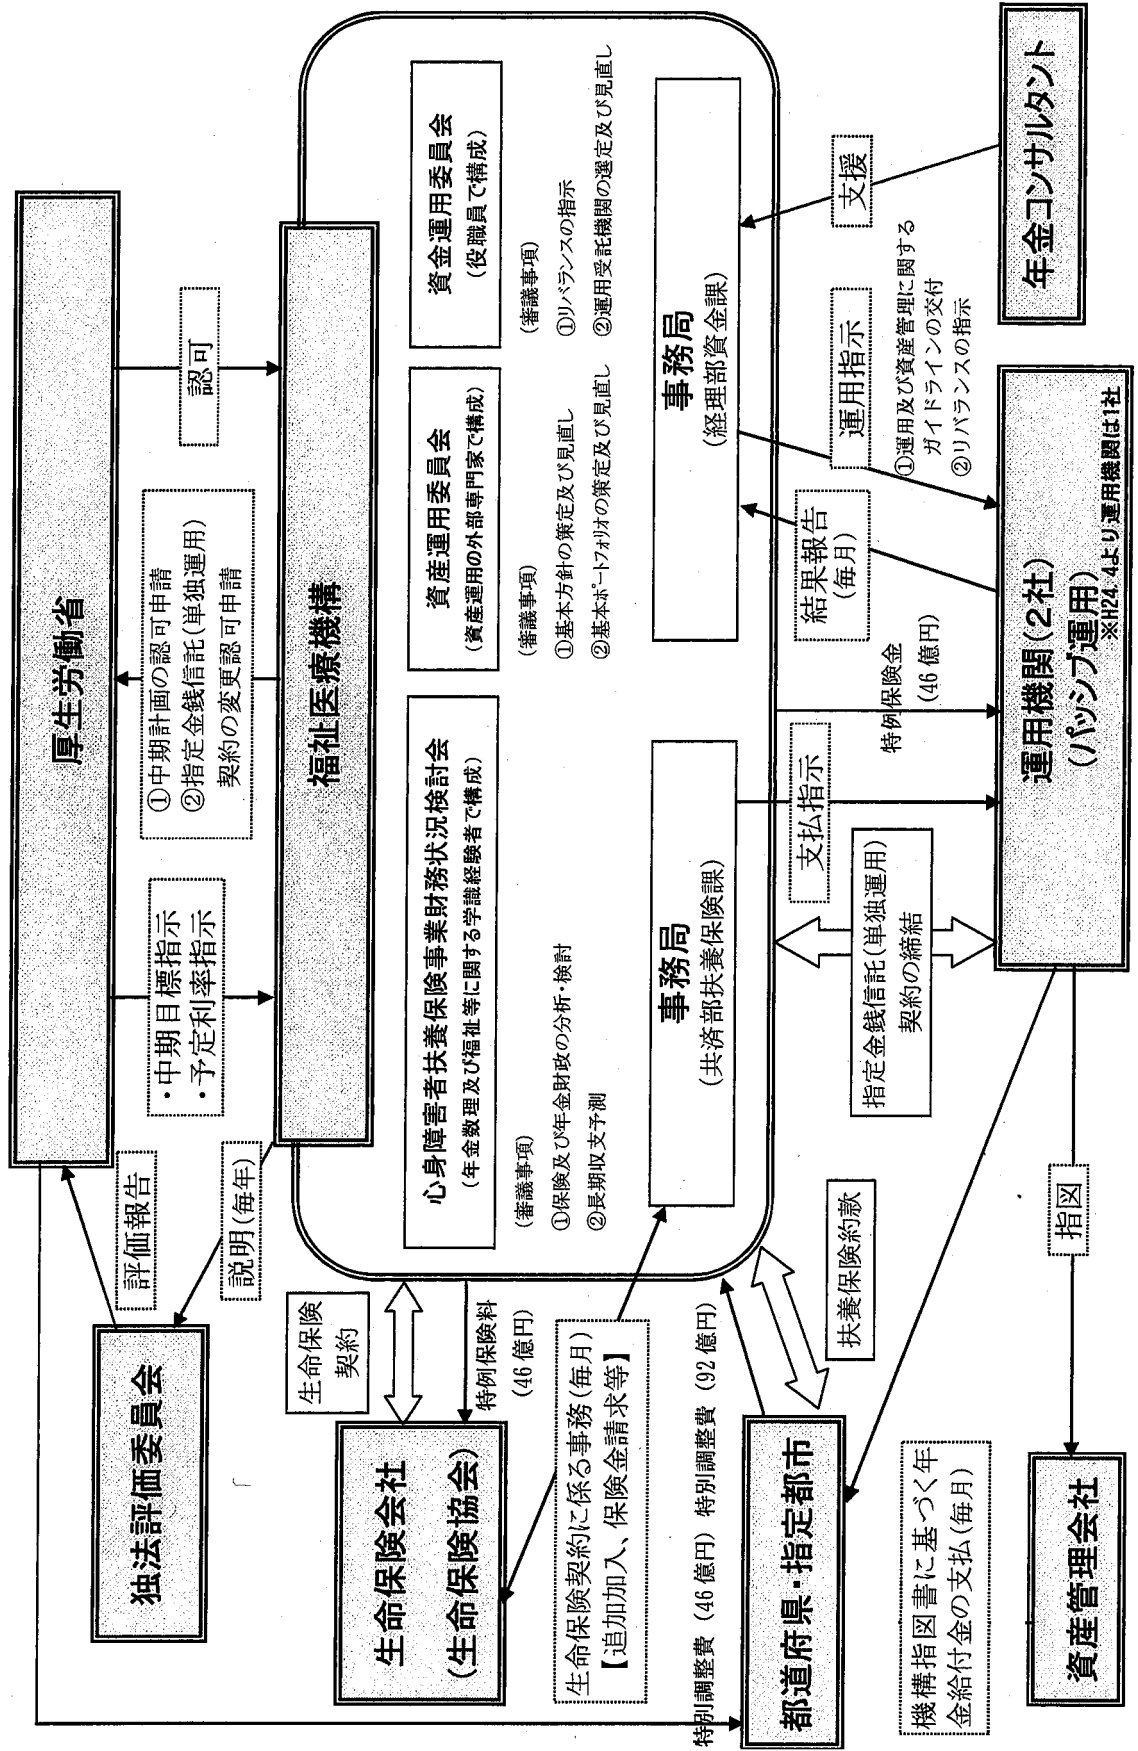 厚生労働省
独法評価委員会
評価報告
説明(毎年)
・中期目標指示
・予定利率指示
①中期計画の認可申請
②指定金銭信託(単独運用)
契約の変更認可申請
認可
福祉医療機構
生命保険会社
(生命保険協会)
生命保険
契約
特例保険料
(46億円)
生命保険契約に係る事務(毎月)
【追加加入、保険金請求等】
心身障害者扶養保険事業財務状況検討会
(年金数理及び福祉等に関する学識経験者で構成)
(審議事項)
①保険及び年金財政の分析・検討
②長期収支予測
資産運用委員会
(資産運用の外部専門家で構成)
(審議事項)
①基本方針の策定及び見直し
②基本ポートフォリオの策定及び見直し
資金運用委員会
(役職員で構成)
(審議事項)
①リバランスの指示
②運用受託機関の選定及び見直し
事務局
(共済部扶養保険課)
事務局
(経理部資金課)
特別調整費(46億円)
特別調整費(92億円)
都道府県・指定都市
扶養保険約款
指定金銭信託(単独運用)
契約の締結
支払指示
特例保険金
(46億円)
結果報告
(毎月)
運用指示
①運用及び資産管理に関する
ガイドラインの交付
②リバランスの指示
支援
機構指図書に基づく年
金給付金の支払(毎月)
資産管理会社
指図
運用機関(2社)
(パッシブ運用)
※H24.4より運用機関は1社
年金コンサルタント